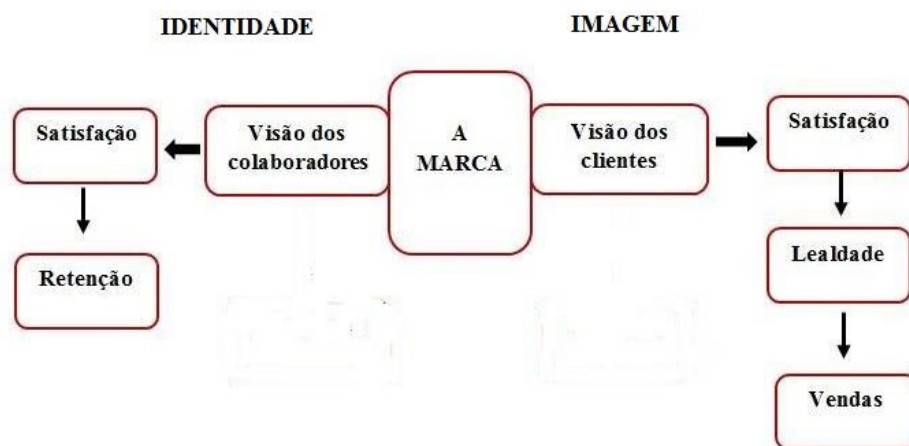 IDENTIDADE
IMAGEM
Satisfação
Visão dos
colaboradores
A
MARCA
Visão dos
clientes
Satisfação
Retenção
Lealdade
Vendas